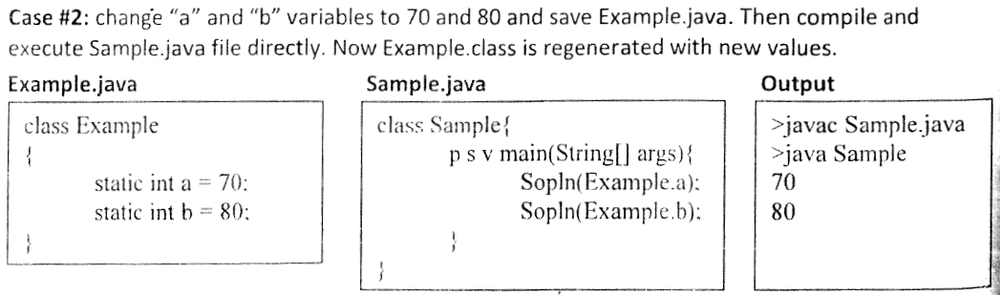 Case #2: change "a" and "b" variables to 70 and 80 and save Example.java. Then compile and
execute Sample.java file directly. Now Example.class is regenerated with new values.
Example.java
class Example
{
static int a = 70;
static int b = 80;
}
Sample.java
class Sample{
p s v main(String[] args){
Sopln(Example.a);
Sopln(Example.b);
}
}
Output
>javac Sample.java
>java Sample
70
80